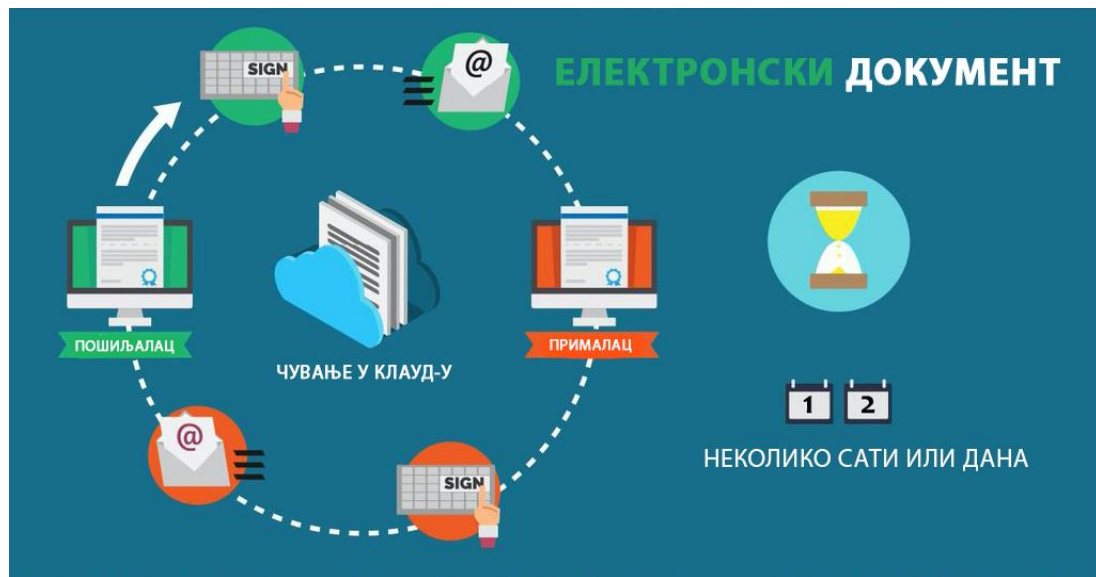 ЕЛЕКТРОНСКИ ДОКУМЕНТ
SIGN
@
ПОШИЉАЛАЦ
ПРИМАЛАЦ
ЧУВАЊЕ У КЛАУД-У
@
SIGN
1 2
НЕКОЛИКО САТИ ИЛИ ДАНА